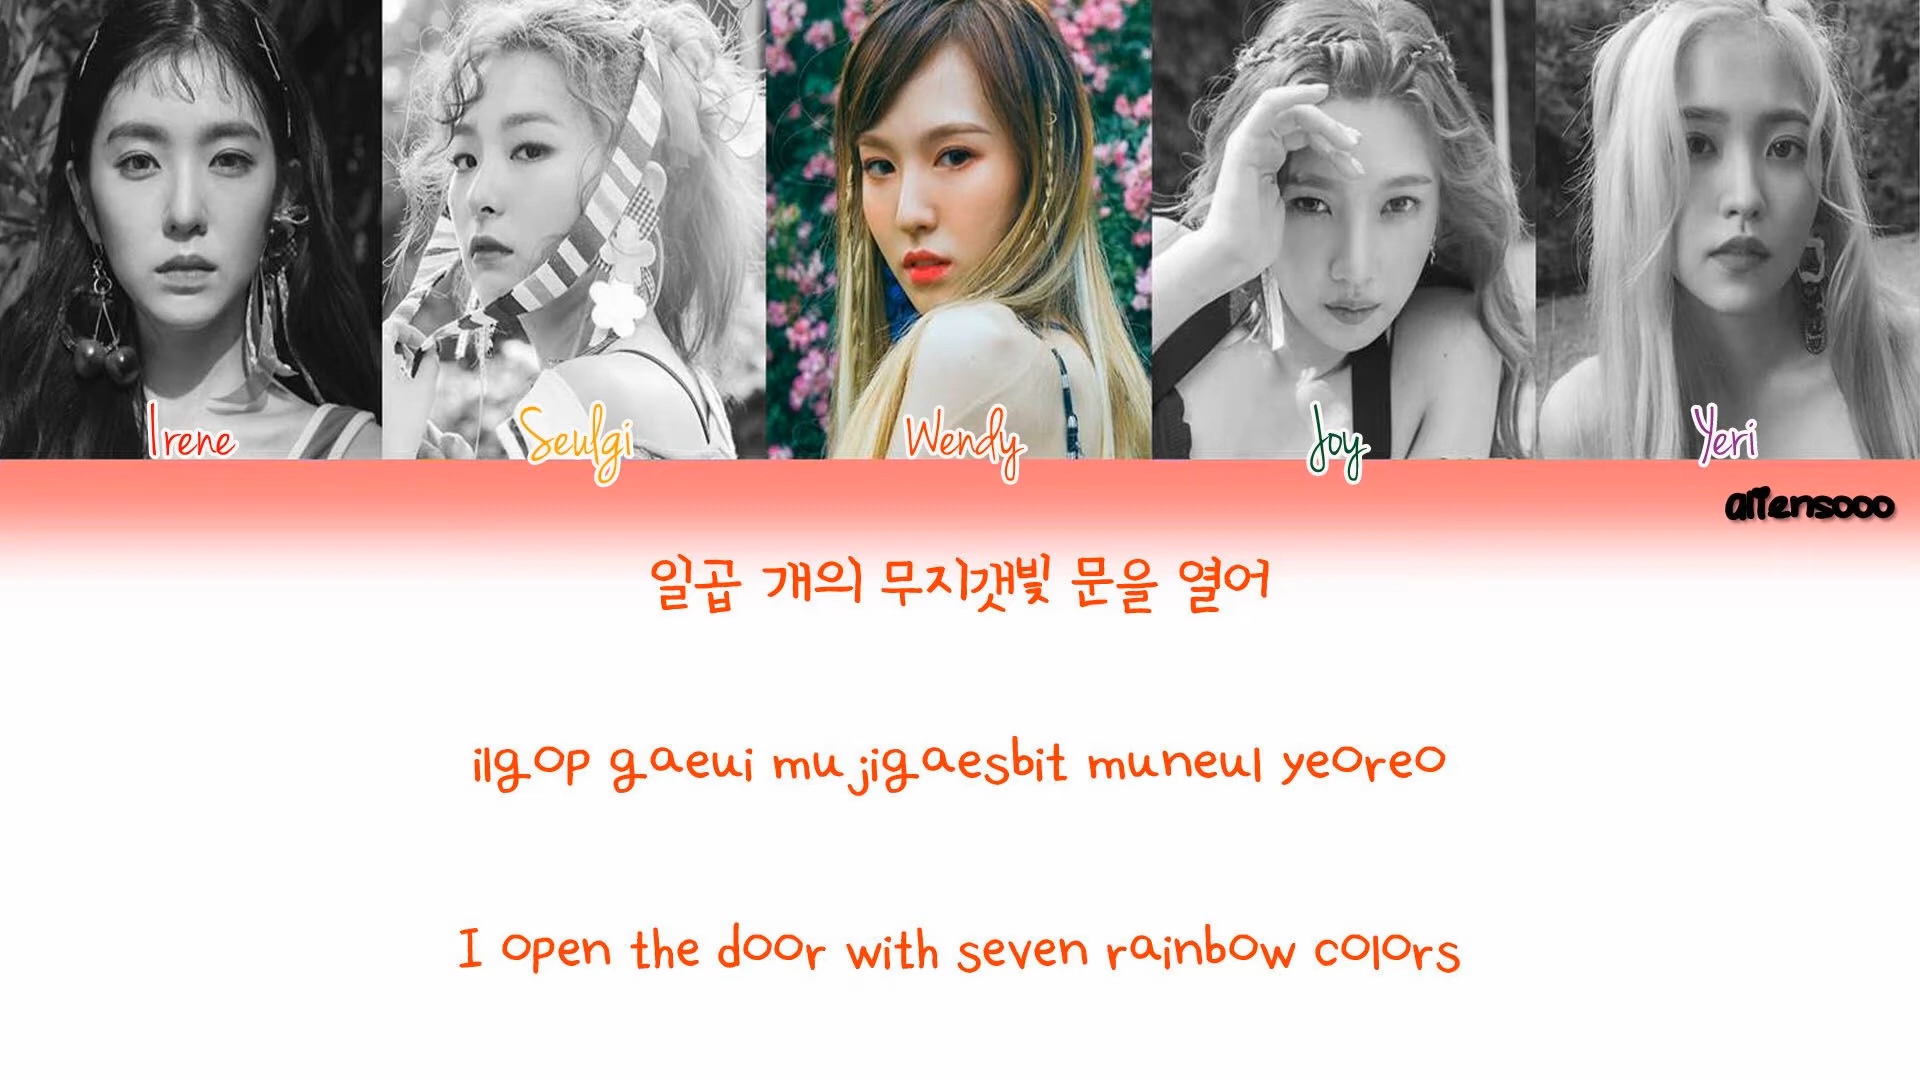 Irene Seulgi Wendy Joy Yeri
aliensooo
일곱 개의 무지갯빛 문을 열어
ilgop gaeui mujigaesbit muneul yeoreo
I open the door with seven rainbow colors